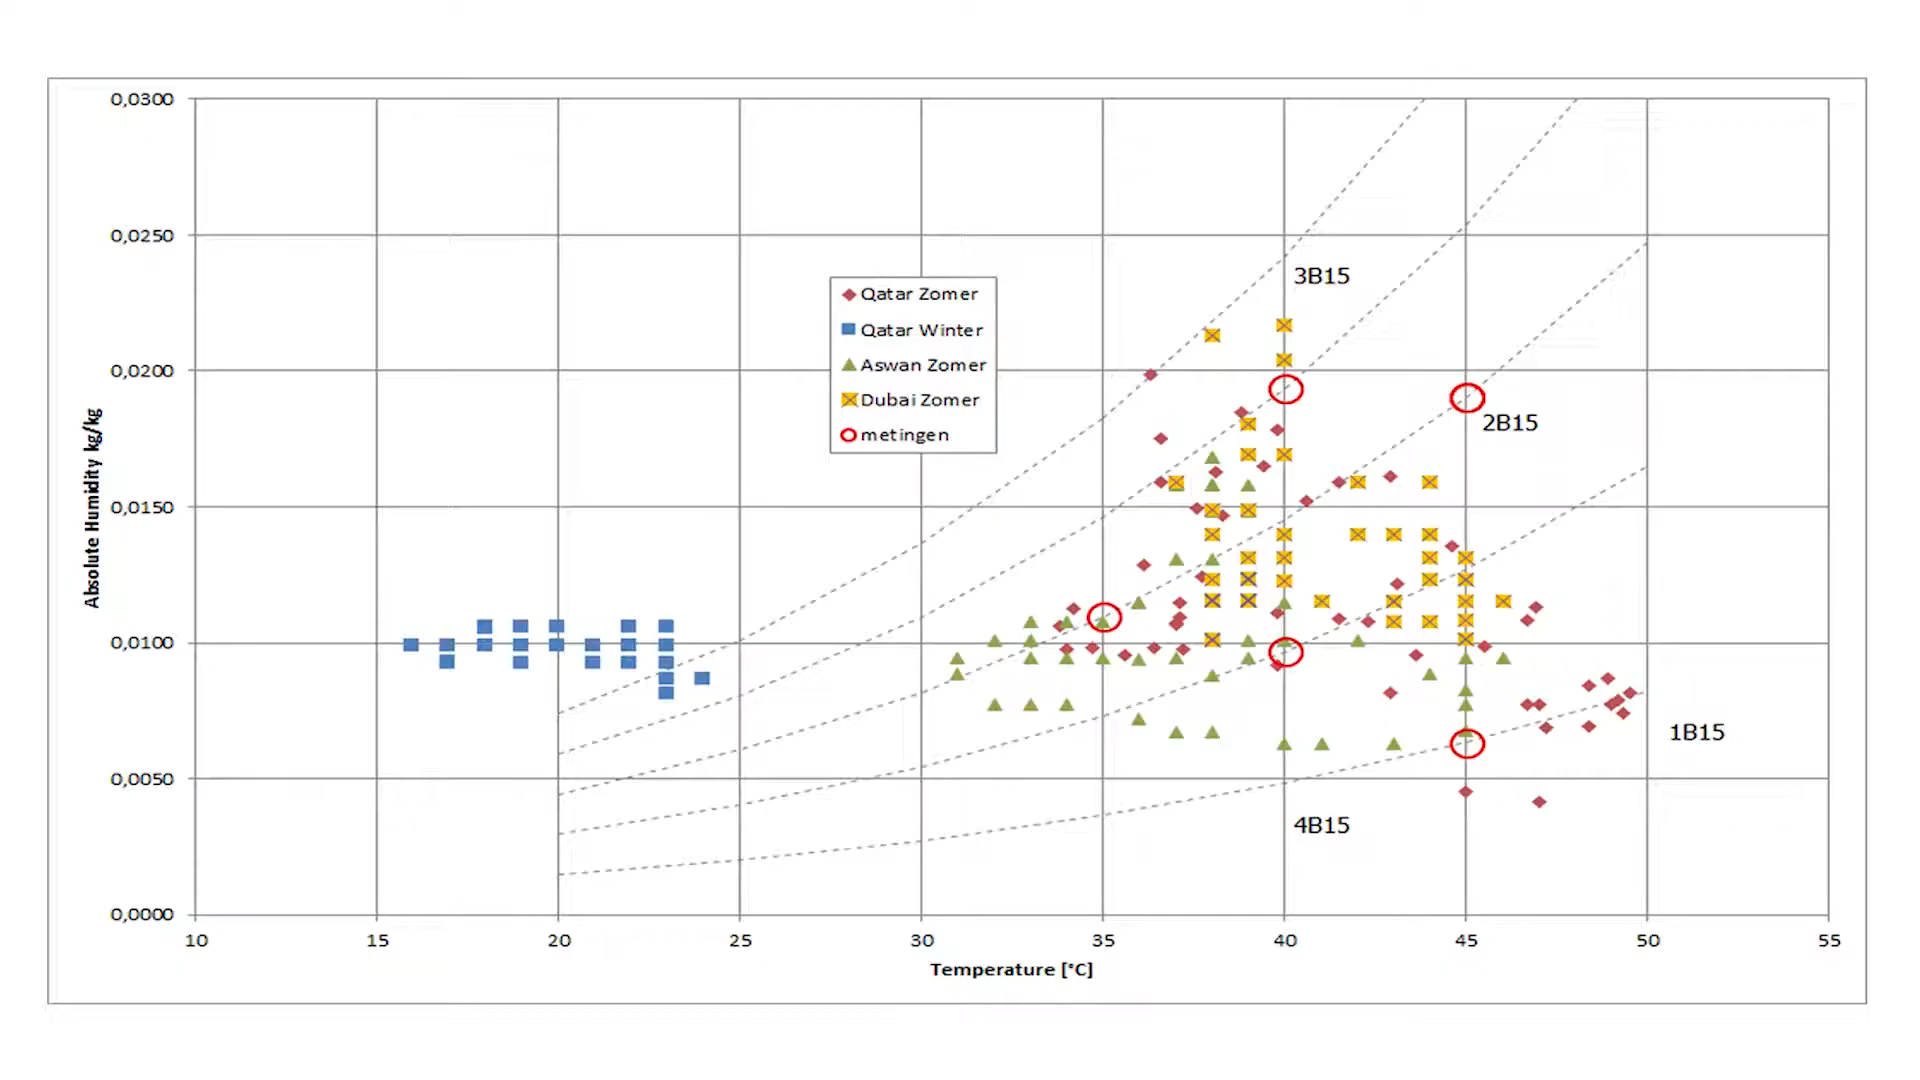 0,0300
0,0250
0,0200
0,0150
0,0100
0,0050
0,0000
Absolute Humidity kg/kg
3B15
Qatar Zomer
Qatar Winter
Aswan Zomer
Dubai Zomer
metingen
2B15
1B15
4B15
10 15 20 25 30 35 40 45 50 55
Temperature [°C]